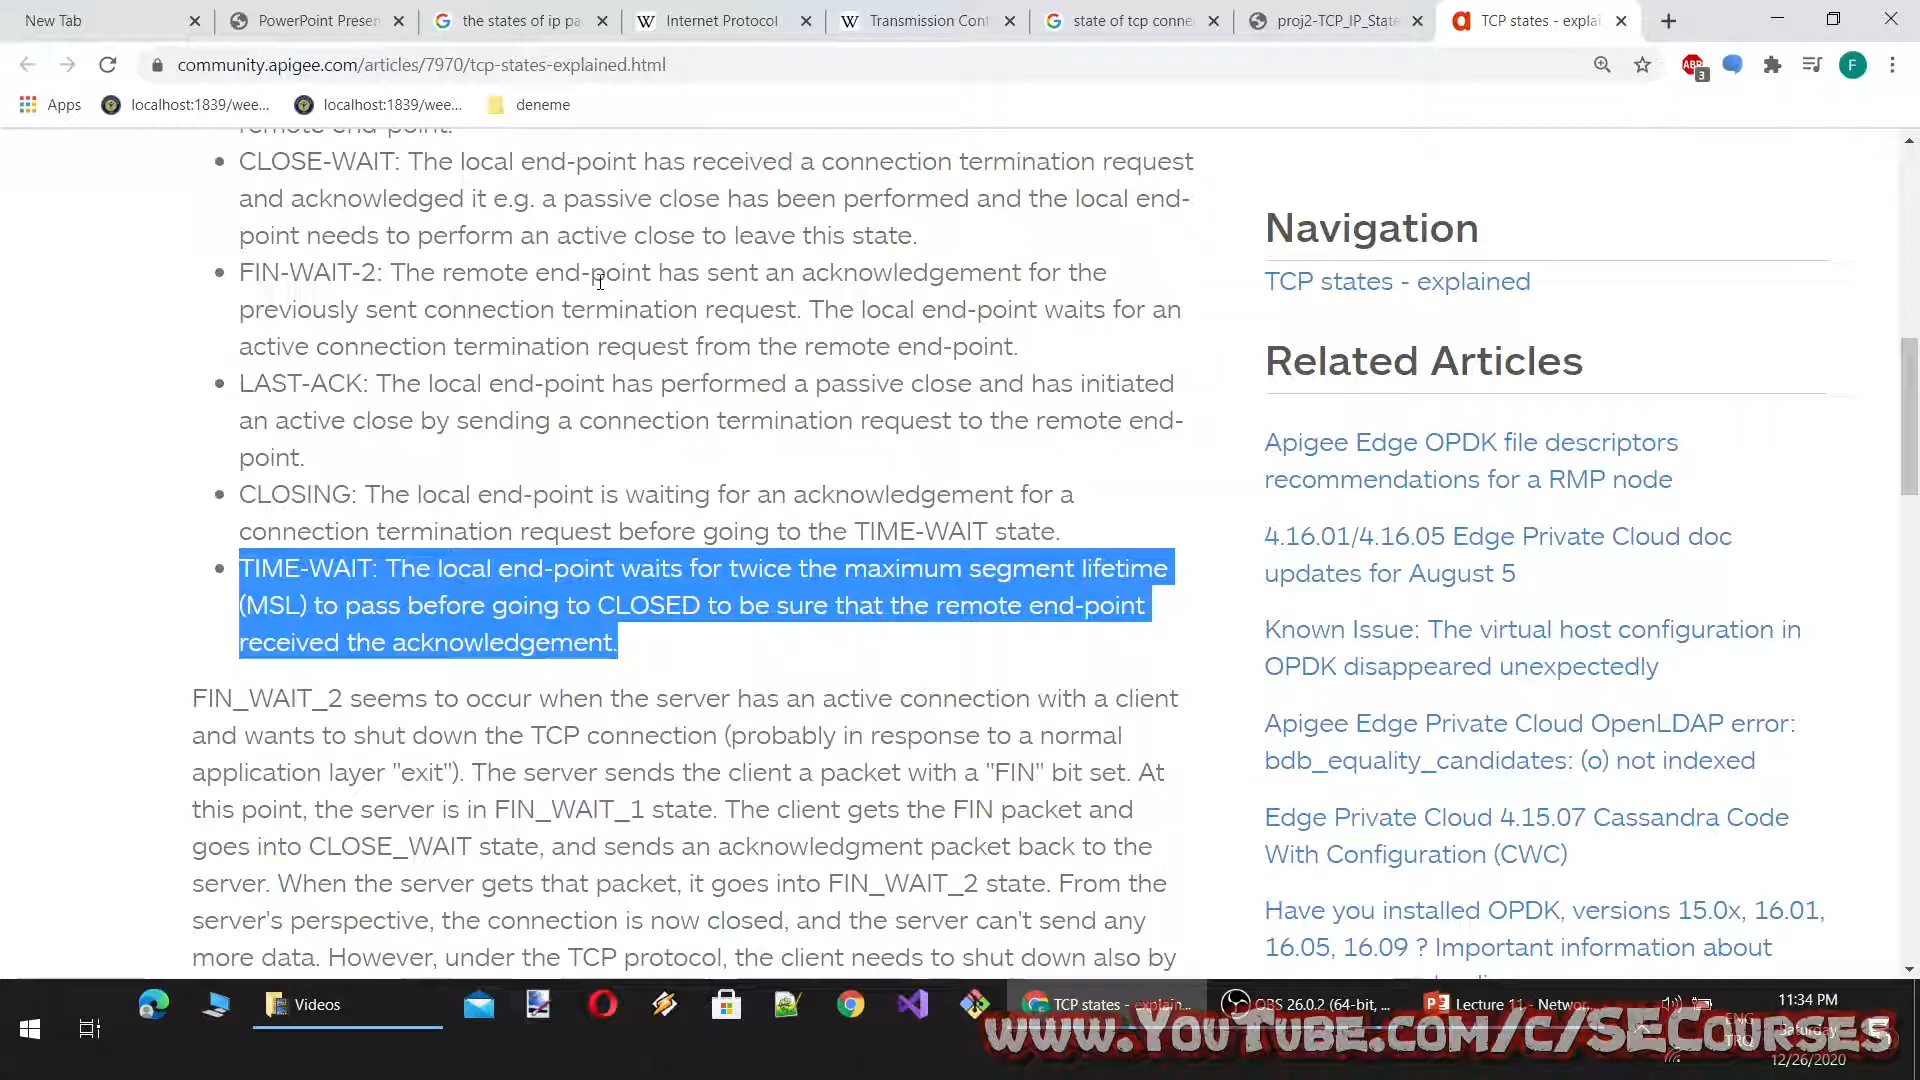 New Tab
PowerPoint Presen
the states of ip pa
Internet Protocol
Transmission Cont
state of tcp conne
proj2-TCP_IP_State
TCP states - explai
community.apigee.com/articles/7970/tcp-states-explained.html
ABP
3
F
Apps
localhost:1839/wee...
localhost:1839/wee...
deneme
remote end-point.
CLOSE-WAIT: The local end-point has received a connection termination request
and acknowledged it e.g. a passive close has been performed and the local end-
point needs to perform an active close to leave this state.
FIN-WAIT-2: The remote end-point has sent an acknowledgement for the
previously sent connection termination request. The local end-point waits for an
active connection termination request from the remote end-point.
LAST-ACK: The local end-point has performed a passive close and has initiated
an active close by sending a connection termination request to the remote end-
point.
CLOSING: The local end-point is waiting for an acknowledgement for a
connection termination request before going to the TIME-WAIT state.
TIME-WAIT: The local end-point waits for twice the maximum segment lifetime
(MSL) to pass before going to CLOSED to be sure that the remote end-point
received the acknowledgement.
FIN_WAIT_2 seems to occur when the server has an active connection with a client
and wants to shut down the TCP connection (probably in response to a normal
application layer "exit"). The server sends the client a packet with a "FIN" bit set. At
this point, the server is in FIN_WAIT_1 state. The client gets the FIN packet and
goes into CLOSE_WAIT state, and sends an acknowledgment packet back to the
server. When the server gets that packet, it goes into FIN_WAIT_2 state. From the
server's perspective, the connection is now closed, and the server can't send any
more data. However, under the TCP protocol, the client needs to shut down also by
Navigation
TCP states - explained
Related Articles
Apigee Edge OPDK file descriptors
recommendations for a RMP node
4.16.01/4.16.05 Edge Private Cloud doc
updates for August 5
Known Issue: The virtual host configuration in
OPDK disappeared unexpectedly
Apigee Edge Private Cloud OpenLDAP error:
bdb_equality_candidates: (o) not indexed
Edge Private Cloud 4.15.07 Cassandra Code
With Configuration (CWC)
Have you installed OPDK, versions 15.0x, 16.01,
16.05, 16.09 ? Important information about
Videos
TCP states - explain...
OBS 26.0.2 (64-bit, ...
Lecture 11 - Networ...
11:34 PM
ENG
Saturday
TRQ
12/26/2020
www.YouTube.com/c/SECourses